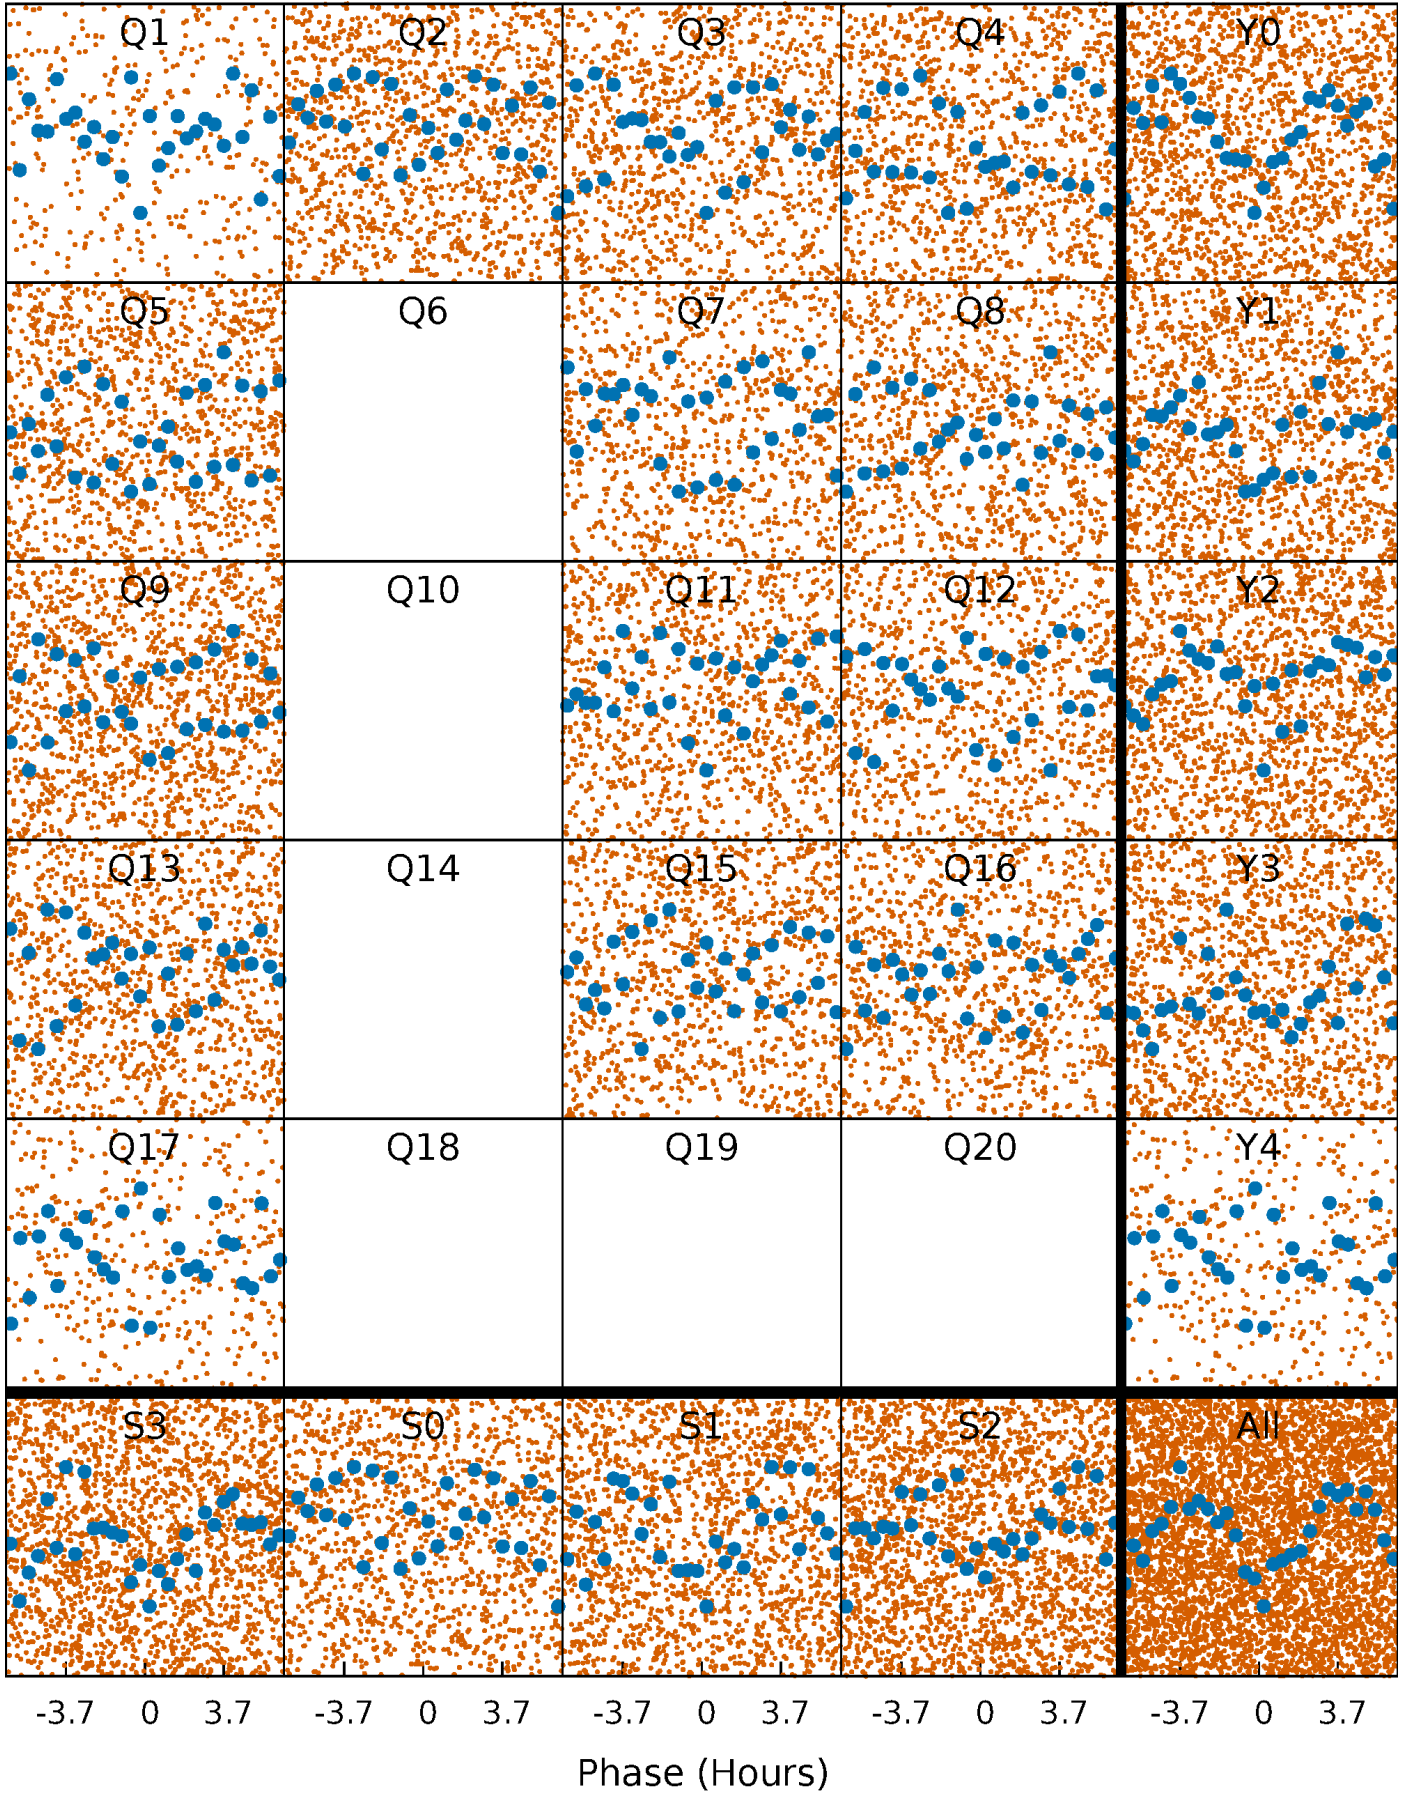 Q1 Q2 Q3 Q4 Y0
Q5 Q6 Q7 Q8 Y1
Q9 Q10 Q11 Q12 Y2
Q13 Q14 Q15 Q16 Y3
Q17 Q18 Q19 Q20 Y4
S3 S0 S1 S2 All
-3.7 0 3.7 -3.7 0 3.7 -3.7 0 3.7 -3.7 0 3.7 -3.7 0 3.7
Phase (Hours)